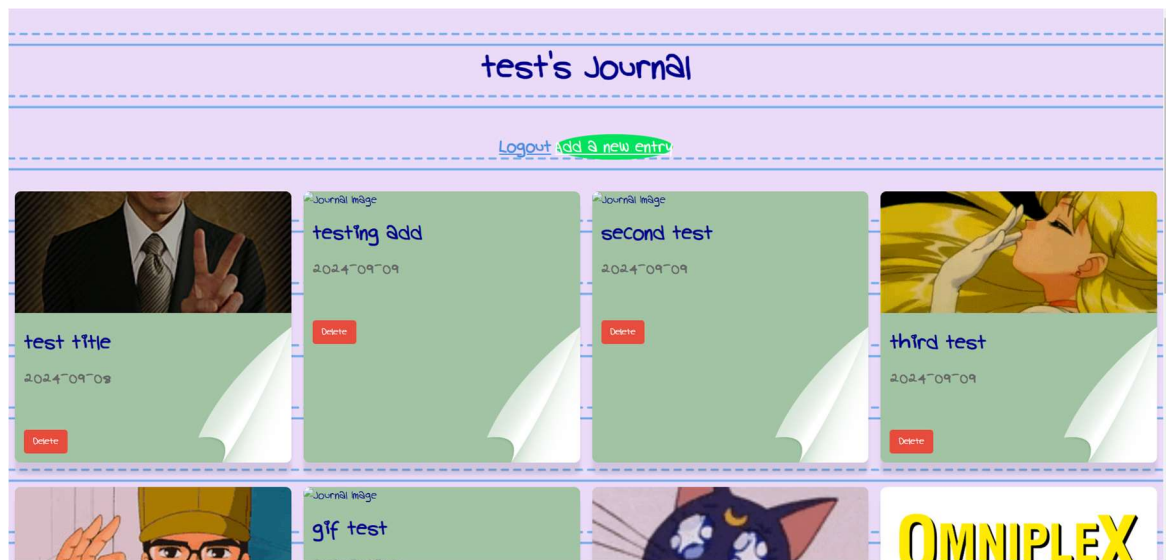 test's Journal
Logout Add a new entry
test title
2024-09-08
Delete
Journal Image
testing add
2024-09-09
Delete
Journal Image
second test
2024-09-09
Delete
third test
2024-09-09
Delete
Journal Image
gif test
OMNIPLEX